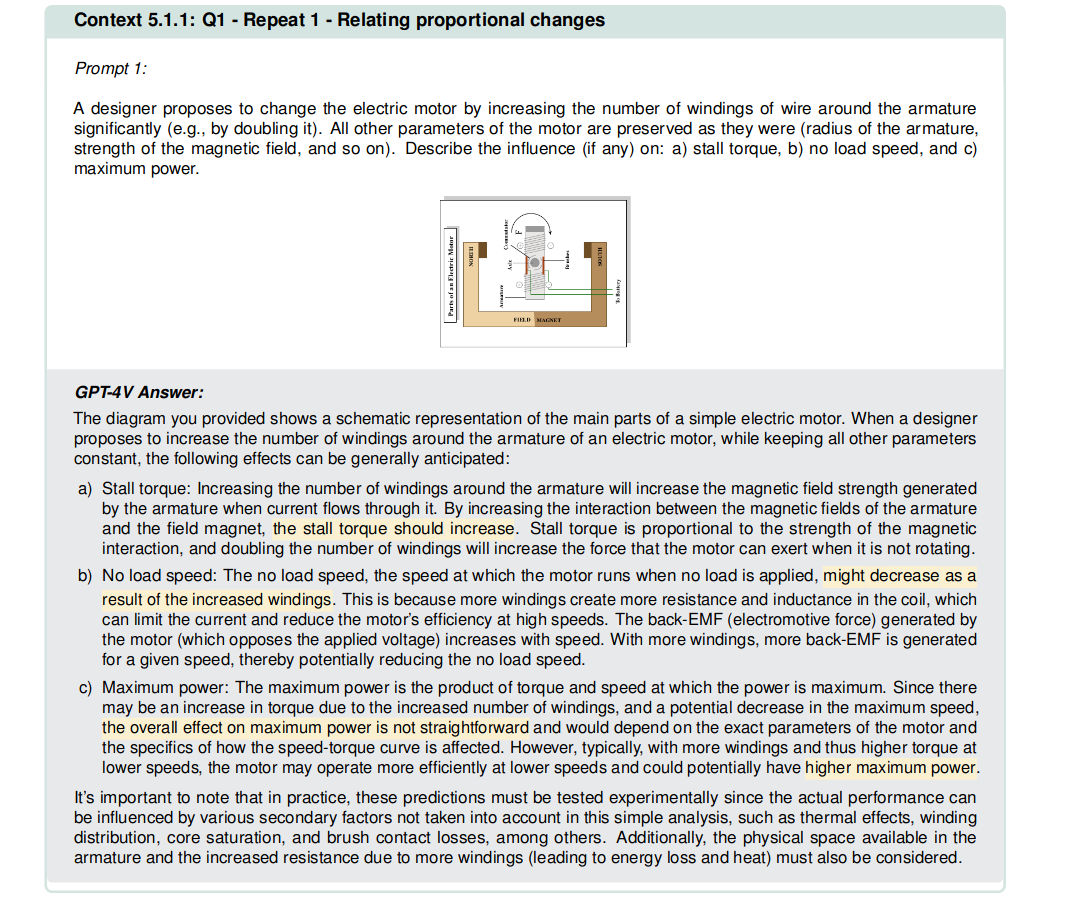 Context 5.1.1: Q1 - Repeat 1 - Relating proportional changes
Prompt 1:
A designer proposes to change the electric motor by increasing the number of windings of wire around the armature
significantly (e.g., by doubling it). All other parameters of the motor are preserved as they were (radius of the armature,
strength of the magnetic field, and so on). Describe the influence (if any) on: a) stall torque, b) no load speed, and c)
maximum power.
Parts of an Electric Motor
NORTH
Armature
Axle
Commutator
F
Brushes
SOUTH
To Battery
FIELD MAGNET
GPT-4V Answer:
The diagram you provided shows a schematic representation of the main parts of a simple electric motor. When a designer
proposes to increase the number of windings around the armature of an electric motor, while keeping all other parameters
constant, the following effects can be generally anticipated:
a) Stall torque: Increasing the number of windings around the armature will increase the magnetic field strength generated
by the armature when current flows through it. By increasing the interaction between the magnetic fields of the armature
and the field magnet, the stall torque should increase. Stall torque is proportional to the strength of the magnetic
interaction, and doubling the number of windings will increase the force that the motor can exert when it is not rotating.
b) No load speed: The no load speed, the speed at which the motor runs when no load is applied, might decrease as a
result of the increased windings. This is because more windings create more resistance and inductance in the coil, which
can limit the current and reduce the motor's efficiency at high speeds. The back-EMF (electromotive force) generated by
the motor (which opposes the applied voltage) increases with speed. With more windings, more back-EMF is generated
for a given speed, thereby potentially reducing the no load speed.
c) Maximum power: The maximum power is the product of torque and speed at which the power is maximum. Since there
may be an increase in torque due to the increased number of windings, and a potential decrease in the maximum speed,
the overall effect on maximum power is not straightforward and would depend on the exact parameters of the motor and
the specifics of how the speed-torque curve is affected. However, typically, with more windings and thus higher torque at
lower speeds, the motor may operate more efficiently at lower speeds and could potentially have higher maximum power.
It's important to note that in practice, these predictions must be tested experimentally since the actual performance can
be influenced by various secondary factors not taken into account in this simple analysis, such as thermal effects, winding
distribution, core saturation, and brush contact losses, among others. Additionally, the physical space available in the
armature and the increased resistance due to more windings (leading to energy loss and heat) must also be considered.